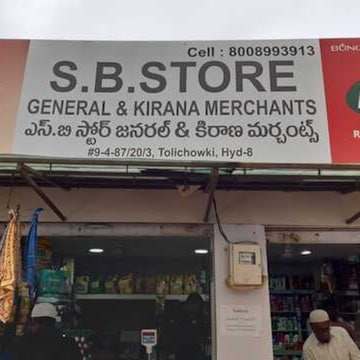 Cell : 8008993913
S.B.STORE
GENERAL & KIRANA MERCHANTS
ఎస్.బి స్టోర్ జనరల్ & కిరాణ మర్చంట్స్
#9-4-87/20/3, Tolichowki, Hyd-8